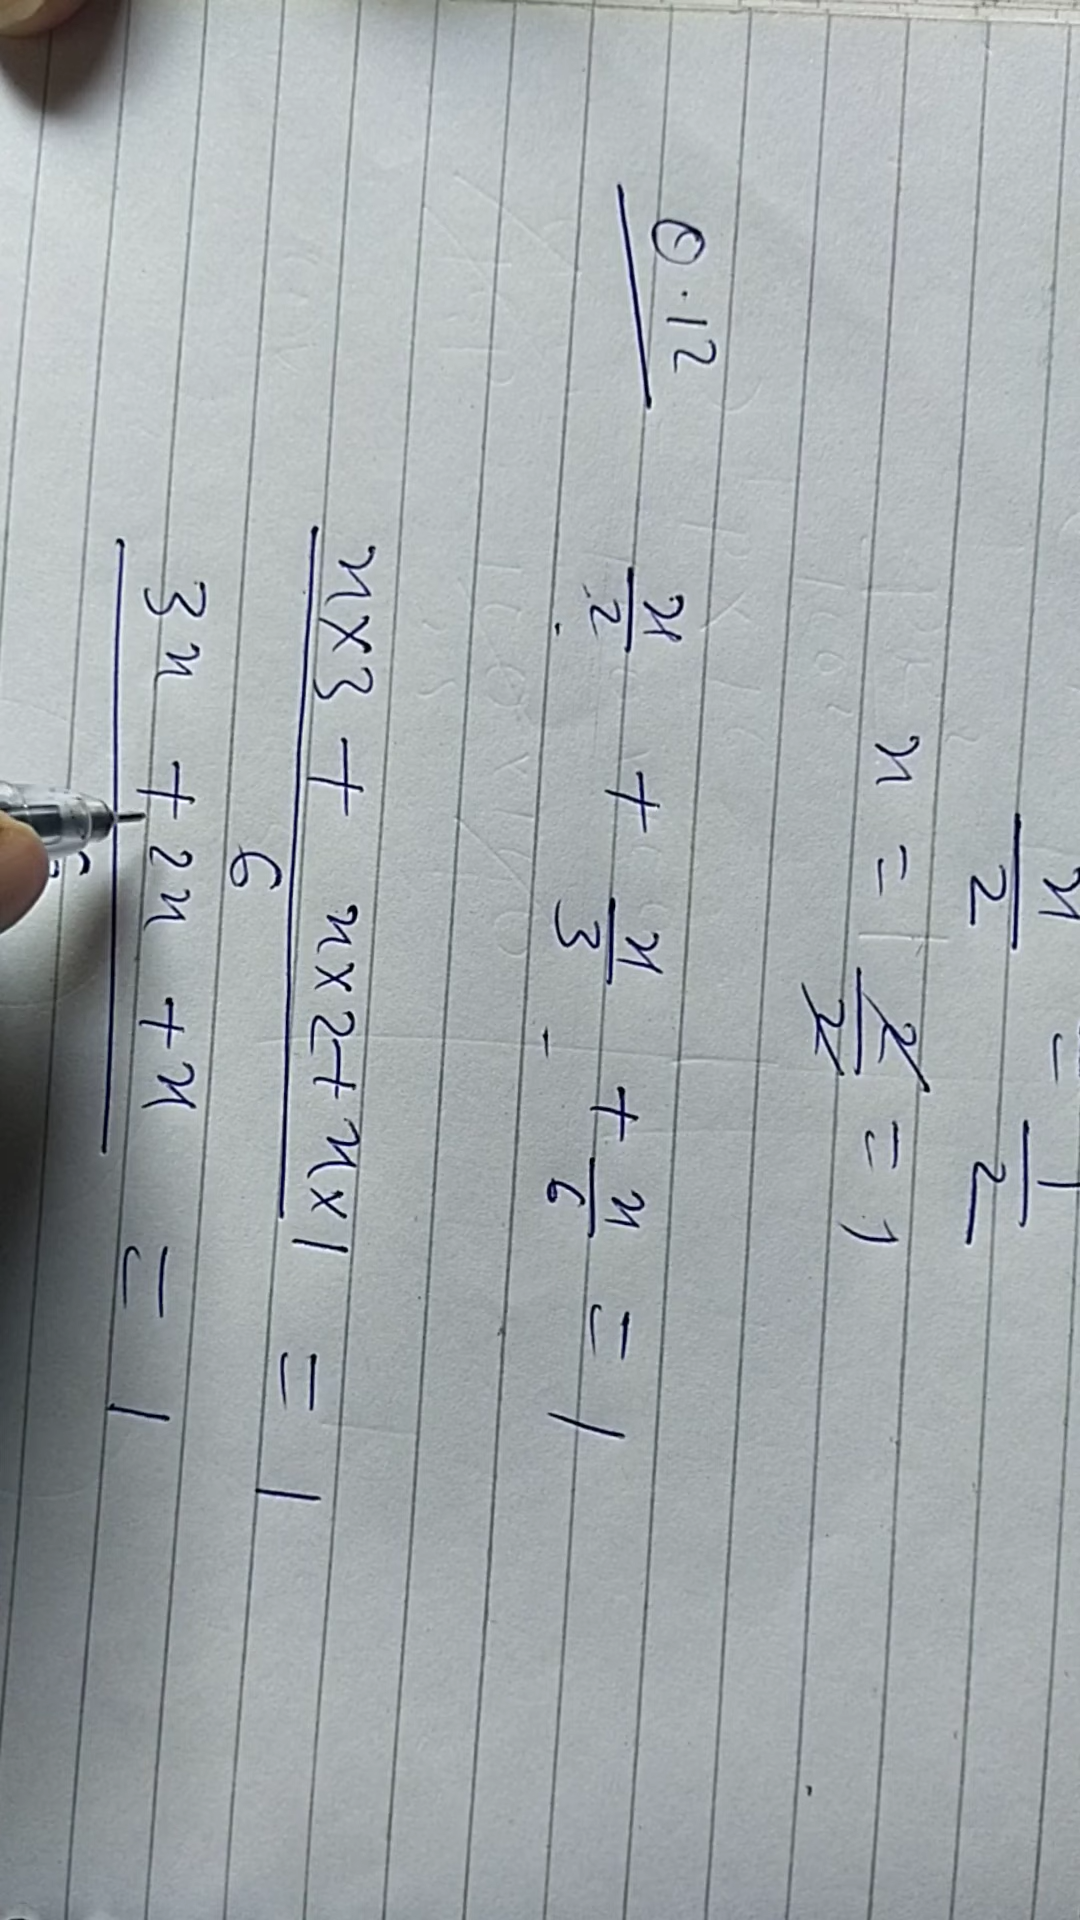 x/2 = 1/2
x = 2/2 = 1
Q.12
x/2 + x/3 + x/6 = 1
x×3 + x×2 + x×1 / 6 = 1
3x + 2x + x / 6 = 1